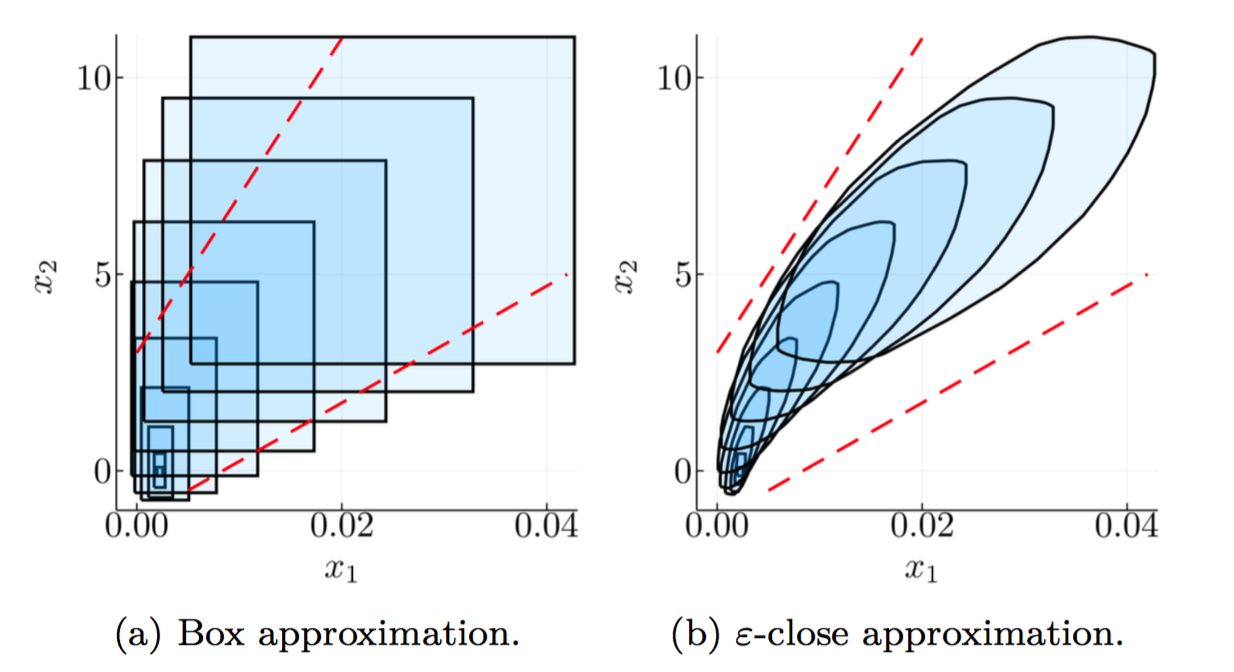 10
5
0
x₂
0.00 0.02 0.04
x₁
(a) Box approximation.
10
5
0
x₂
0.00 0.02 0.04
x₁
(b) ε-close approximation.